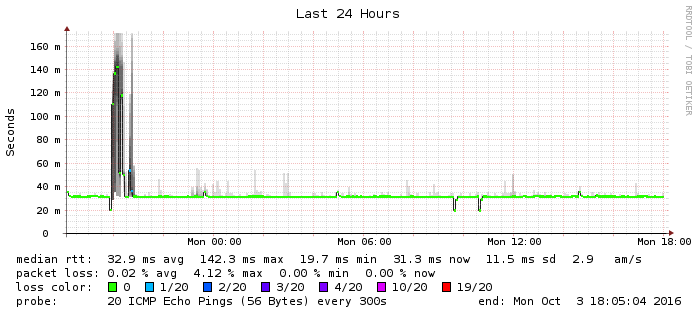 Last 24 Hours
RRDTOOL / TOBI OETIKER
Seconds
160 m
140 m
120 m
100 m
80 m
60 m
40 m
20 m
0
Mon 00:00 Mon 06:00 Mon 12:00 Mon 18:00
median rtt: 32.9 ms avg 142.3 ms max 19.7 ms min 31.3 ms now 11.5 ms sd 2.9 am/s
packet loss: 0.02 % avg 4.12 % max 0.00 % min 0.00 % now
loss color: 0 1/20 2/20 3/20 4/20 10/20 19/20
probe: 20 ICMP Echo Pings (56 Bytes) every 300s end: Mon Oct 3 18:05:04 2016